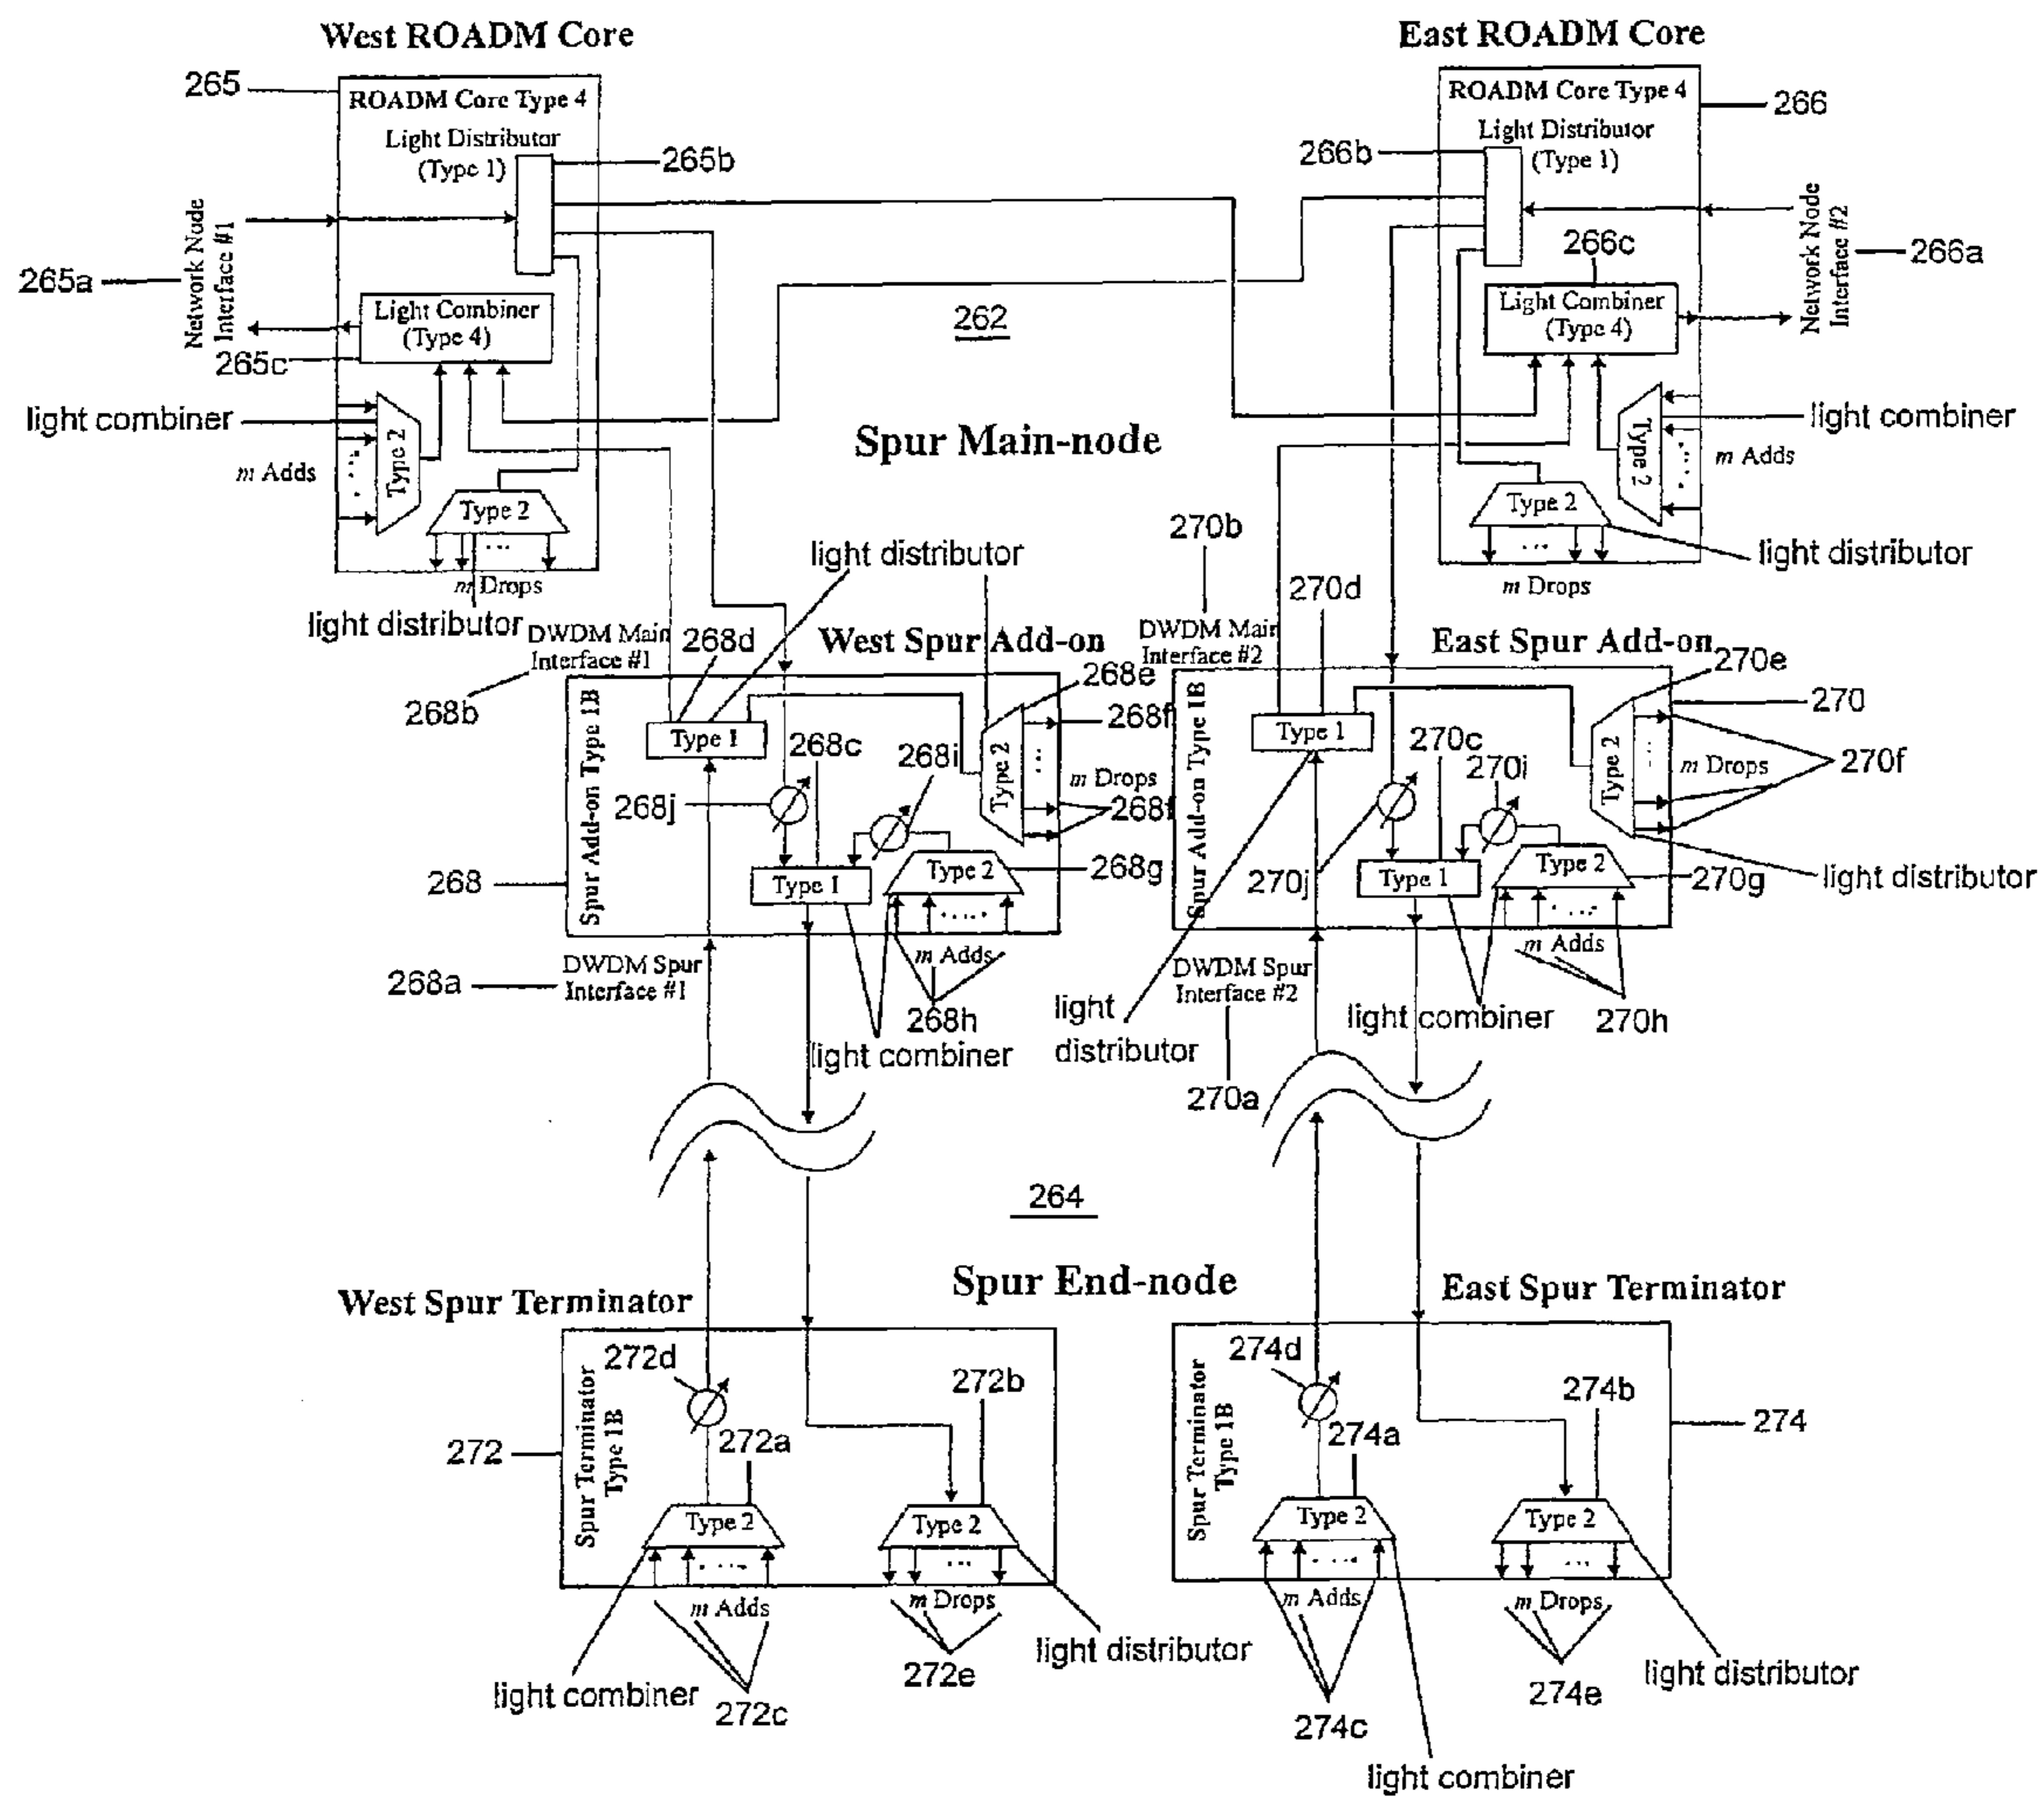 West ROADM Core
East ROADM Core
265
ROADM Core Type 4
Light Distributor
(Type 1)
265b
266b
ROADM Core Type 4
Light Distributor
(Type 1)
266
Network Node
Interface #1
265a
Light Combiner
(Type 4)
265c
262
266c
Light Combiner
(Type 4)
Network Node
Interface #2
266a
light combiner
m Adds
Type 2
Type 2
m Drops
light distributor
Spur Main-node
Type 2
m Adds
light combiner
Type 2
m Drops
light distributor
light distributor
270b
270d
DWDM Main
Interface #1
268b
268d
West Spur Add-on
DWDM Main
Interface #2
East Spur Add-on
270e
268e
268f
270
Spur Add-on Type 1B
Type 1
268c
268i
Type 2
m Drops
268f
268j
Type 1
Type 2
268g
268
Spur Add-on Type 1B
Type 1
270c
270i
Type 2
m Drops
270f
270j
Type 1
Type 2
270g
light distributor
268a
DWDM Spur
Interface #1
m Adds
268h
light combiner
DWDM Spur
Interface #2
270a
light
distributor
m Adds
light combiner
270h
264
Spur End-node
West Spur Terminator
East Spur Terminator
272
Spur Terminator
Type 1B
272d
272a
272b
Type 2
Type 2
m Adds
m Drops
272c
272e
light combiner
light distributor
Spur Terminator
Type 1B
274d
274a
274b
274
Type 2
Type 2
m Adds
m Drops
274c
274e
light combiner
light distributor